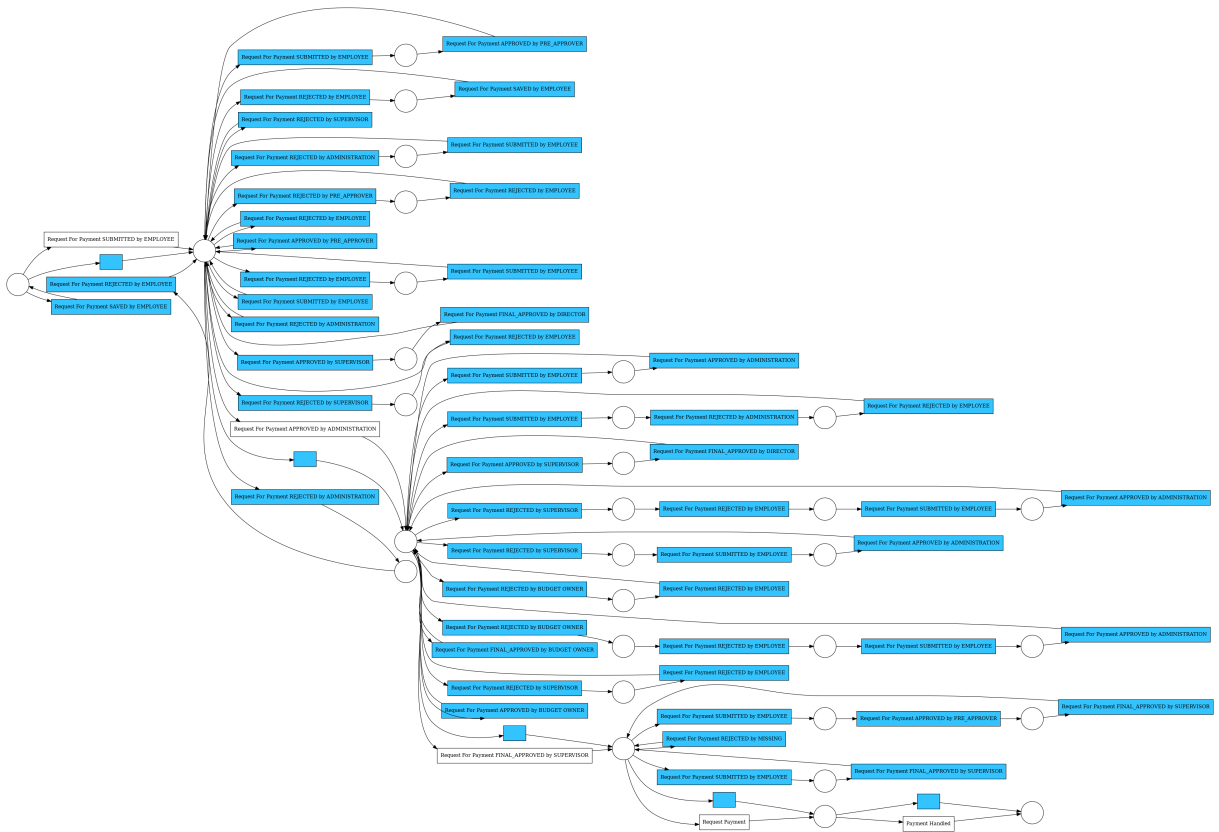 Request For Payment APPROVED by PRE_APPROVER
Request For Payment SUBMITTED by EMPLOYEE
Request For Payment SAVED by EMPLOYEE
Request For Payment REJECTED by EMPLOYEE
Request For Payment REJECTED by SUPERVISOR
Request For Payment SUBMITTED by EMPLOYEE
Request For Payment REJECTED by ADMINISTRATION
Request For Payment REJECTED by EMPLOYEE
Request For Payment REJECTED by PRE_APPROVER
Request For Payment REJECTED by EMPLOYEE
Request For Payment SUBMITTED by EMPLOYEE
Request For Payment APPROVED by PRE_APPROVER
Request For Payment SUBMITTED by EMPLOYEE
Request For Payment REJECTED by EMPLOYEE
Request For Payment REJECTED by EMPLOYEE
Request For Payment SUBMITTED by EMPLOYEE
Request For Payment SAVED by EMPLOYEE
Request For Payment FINAL_APPROVED by DIRECTOR
Request For Payment REJECTED by ADMINISTRATION
Request For Payment REJECTED by EMPLOYEE
Request For Payment APPROVED by SUPERVISOR
Request For Payment APPROVED by ADMINISTRATION
Request For Payment SUBMITTED by EMPLOYEE
Request For Payment REJECTED by SUPERVISOR
Request For Payment REJECTED by EMPLOYEE
Request For Payment SUBMITTED by EMPLOYEE
Request For Payment REJECTED by ADMINISTRATION
Request For Payment APPROVED by ADMINISTRATION
Request For Payment FINAL_APPROVED by DIRECTOR
Request For Payment APPROVED by SUPERVISOR
Request For Payment REJECTED by ADMINISTRATION
Request For Payment APPROVED by ADMINISTRATION
Request For Payment REJECTED by SUPERVISOR
Request For Payment REJECTED by EMPLOYEE
Request For Payment SUBMITTED by EMPLOYEE
Request For Payment APPROVED by ADMINISTRATION
Request For Payment REJECTED by SUPERVISOR
Request For Payment SUBMITTED by EMPLOYEE
Request For Payment REJECTED by BUDGET OWNER
Request For Payment REJECTED by EMPLOYEE
Request For Payment REJECTED by BUDGET OWNER
Request For Payment APPROVED by ADMINISTRATION
Request For Payment FINAL_APPROVED by BUDGET OWNER
Request For Payment REJECTED by EMPLOYEE
Request For Payment SUBMITTED by EMPLOYEE
Request For Payment REJECTED by EMPLOYEE
Request For Payment REJECTED by SUPERVISOR
Request For Payment APPROVED by BUDGET OWNER
Request For Payment FINAL_APPROVED by SUPERVISOR
Request For Payment SUBMITTED by EMPLOYEE
Request For Payment APPROVED by PRE_APPROVER
Request For Payment REJECTED by MISSING
Request For Payment FINAL_APPROVED by SUPERVISOR
Request For Payment SUBMITTED by EMPLOYEE
Request For Payment FINAL_APPROVED by SUPERVISOR
Request Payment
Payment Handled